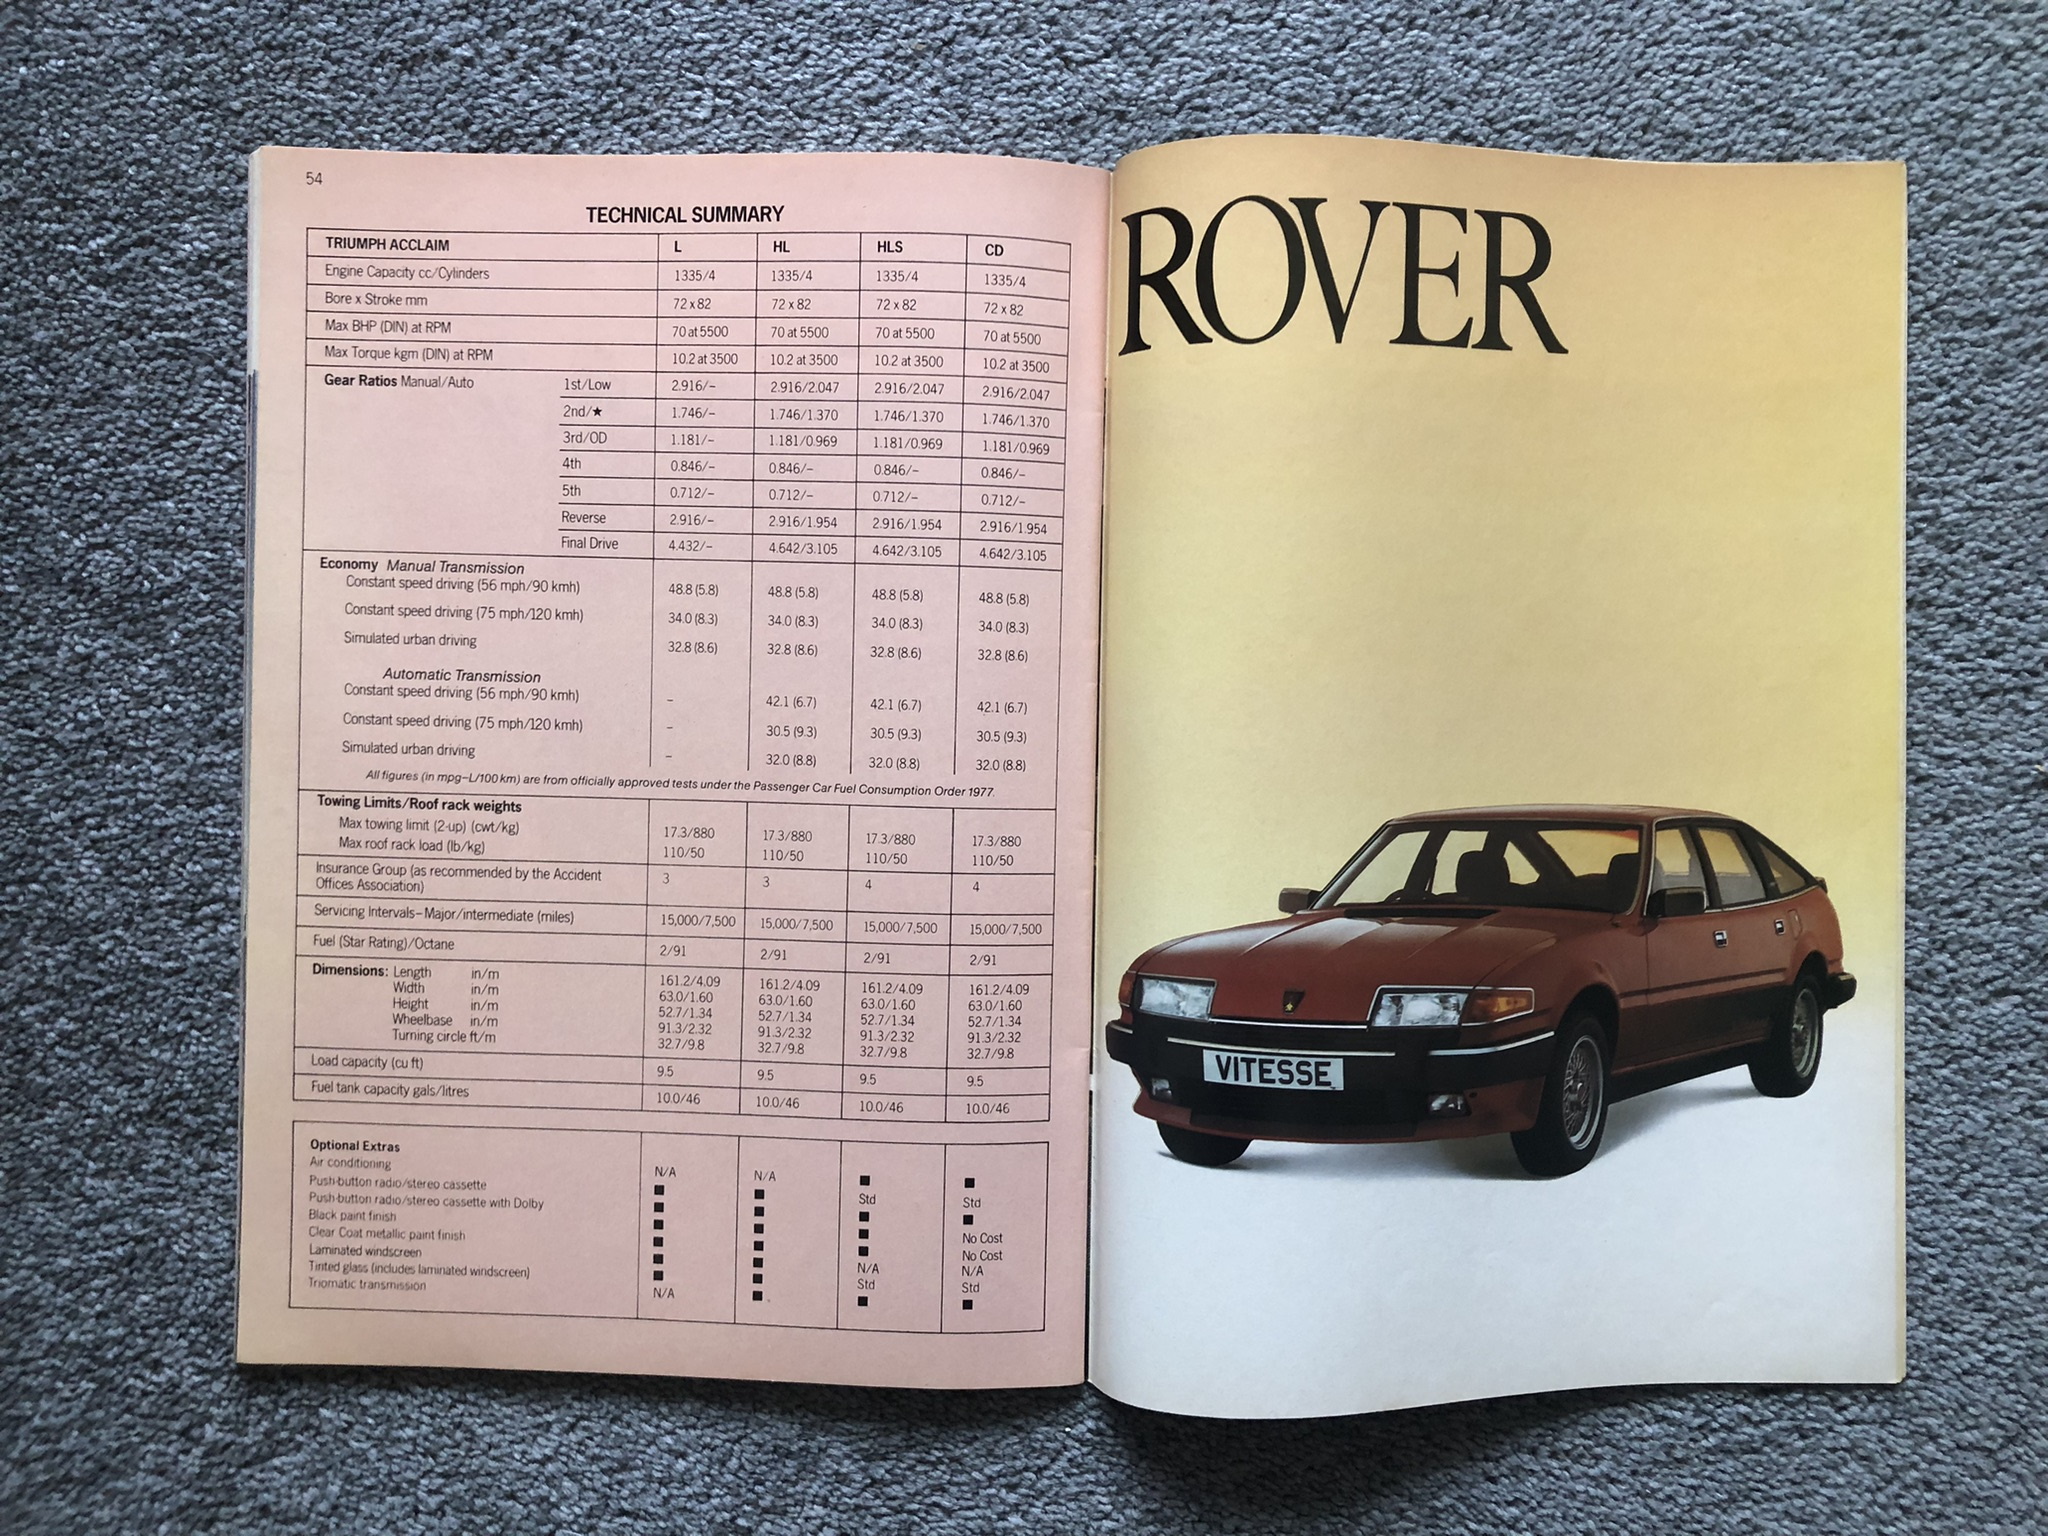 54
TECHNICAL SUMMARY
TRIUMPH ACCLAIM L HL HLS CD
Engine Capacity cc/Cylinders 1335/4 1335/4 1335/4 1335/4
Bore x Stroke mm 72 x 82 72 x 82 72 x 82 72 x 82
Max BHP (DIN) at RPM 70 at 5500 70 at 5500 70 at 5500 70 at 5500
Max Torque kgm (DIN) at RPM 10.2 at 3500 10.2 at 3500 10.2 at 3500 10.2 at 3500
Gear Ratios Manual/Auto 1st/Low 2.916/– 2.916/2.047 2.916/2.047 2.916/2.047
2nd/★ 1.746/– 1.746/1.370 1.746/1.370 1.746/1.370
3rd/OD 1.181/– 1.181/0.969 1.181/0.969 1.181/0.969
4th 0.846/– 0.846/– 0.846/– 0.846/–
5th 0.712/– 0.712/– 0.712/– 0.712/–
Reverse 2.916/– 2.916/1.954 2.916/1.954 2.916/1.954
Final Drive 4.432/– 4.642/3.105 4.642/3.105 4.642/3.105
Economy Manual Transmission
Constant speed driving (56 mph/90 kmh) 48.8 (5.8) 48.8 (5.8) 48.8 (5.8) 48.8 (5.8)
Constant speed driving (75 mph/120 kmh) 34.0 (8.3) 34.0 (8.3) 34.0 (8.3) 34.0 (8.3)
Simulated urban driving 32.8 (8.6) 32.8 (8.6) 32.8 (8.6) 32.8 (8.6)
Automatic Transmission
Constant speed driving (56 mph/90 kmh) – 42.1 (6.7) 42.1 (6.7) 42.1 (6.7)
Constant speed driving (75 mph/120 kmh) – 30.5 (9.3) 30.5 (9.3) 30.5 (9.3)
Simulated urban driving – 32.0 (8.8) 32.0 (8.8) 32.0 (8.8)
All figures (in mpg–L/100 km) are from officially approved tests under the Passenger Car Fuel Consumption Order 1977.
Towing Limits/Roof rack weights
Max towing limit (2-up) (cwt/kg) 17.3/880 17.3/880 17.3/880 17.3/880
Max roof rack load (lb/kg) 110/50 110/50 110/50 110/50
Insurance Group (as recommended by the Accident
Offices Association) 3 3 4 4
Servicing Intervals–Major/intermediate (miles) 15,000/7,500 15,000/7,500 15,000/7,500 15,000/7,500
Fuel (Star Rating)/Octane 2/91 2/91 2/91 2/91
Dimensions: Length in/m 161.2/4.09 161.2/4.09 161.2/4.09 161.2/4.09
Width in/m 63.0/1.60 63.0/1.60 63.0/1.60 63.0/1.60
Height in/m 52.7/1.34 52.7/1.34 52.7/1.34 52.7/1.34
Wheelbase in/m 91.3/2.32 91.3/2.32 91.3/2.32 91.3/2.32
Turning circle ft/m 32.7/9.8 32.7/9.8 32.7/9.8 32.7/9.8
Load capacity (cu ft) 9.5 9.5 9.5 9.5
Fuel tank capacity gals/litres 10.0/46 10.0/46 10.0/46 10.0/46
Optional Extras
Air conditioning N/A N/A ■ ■
Push-button radio/stereo cassette ■ ■ Std Std
Push-button radio/stereo cassette with Dolby ■ ■ ■ ■
Black paint finish ■ ■ ■ No Cost
Clear Coat metallic paint finish ■ ■ ■ No Cost
Laminated windscreen ■ ■ N/A N/A
Tinted glass (includes laminated windscreen) ■ ■ Std Std
Triomatic transmission N/A ■ ■ ■
ROVER
VITESSE